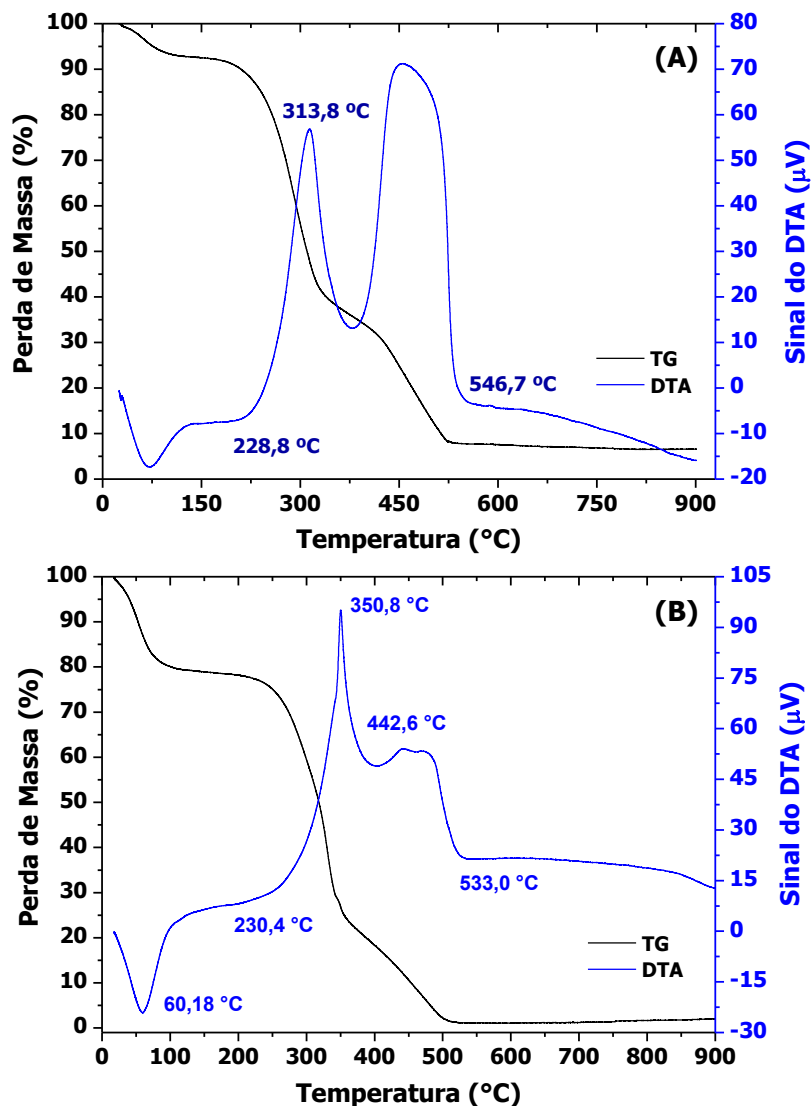 (A)
Perda de Massa (%)
100
90
80
70
60
50
40
30
20
10
0
313,8 ºC
546,7 ºC
228,8 ºC
TG
DTA
80
70
60
50
40
30
20
10
0
-10
-20
Sinal do DTA (µV)
0 150 300 450 600 750 900
Temperatura (°C)
(B)
Perda de Massa (%)
100
90
80
70
60
50
40
30
20
10
0
350,8 °C
442,6 °C
533,0 °C
230,4 °C
60,18 °C
TG
DTA
105
90
75
60
45
30
15
0
-15
-30
Sinal do DTA (µV)
0 100 200 300 400 500 600 700 800 900
Temperatura (°C)